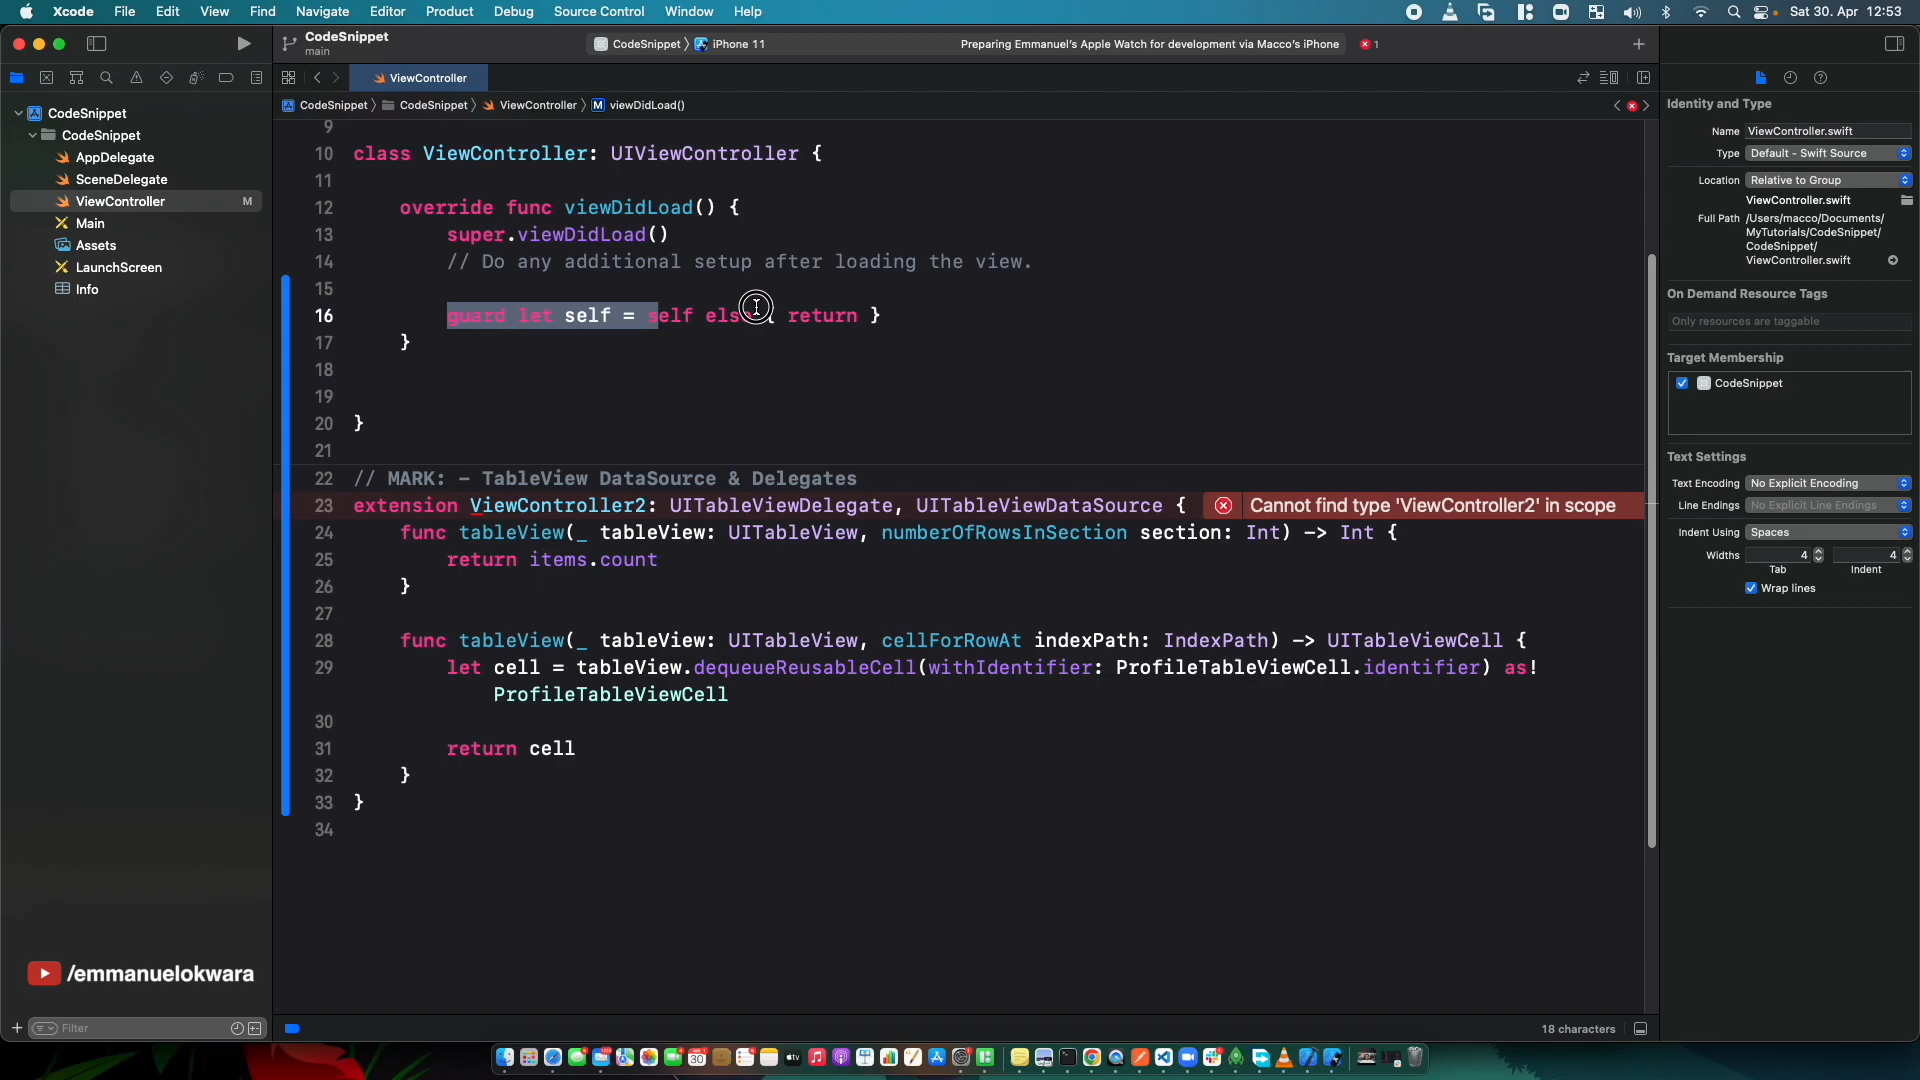 Xcode File Edit View Find Navigate Editor Product Debug Source Control Window Help Sat 30. Apr 12:53
CodeSnippet
main
CodeSnippet iPhone 11 Preparing Emmanuel's Apple Watch for development via Macco's iPhone 1
ViewController
CodeSnippet CodeSnippet ViewController M viewDidLoad()
CodeSnippet
CodeSnippet
AppDelegate
SceneDelegate
ViewController M
Main
Assets
LaunchScreen
Info
9
10 class ViewController: UIViewController {
11
12 override func viewDidLoad() {
13 super.viewDidLoad()
14 // Do any additional setup after loading the view.
15
16 guard let self = self else { return }
17 }
18
19
20 }
21
22 // MARK: - TableView DataSource & Delegates
23 extension ViewController2: UITableViewDelegate, UITableViewDataSource { Cannot find type 'ViewController2' in scope
24 func tableView(_ tableView: UITableView, numberOfRowsInSection section: Int) -> Int {
25 return items.count
26 }
27
28 func tableView(_ tableView: UITableView, cellForRowAt indexPath: IndexPath) -> UITableViewCell {
29 let cell = tableView.dequeueReusableCell(withIdentifier: ProfileTableViewCell.identifier) as!
ProfileTableViewCell
30
31 return cell
32 }
33 }
34
Identity and Type
Name ViewController.swift
Type Default - Swift Source
Location Relative to Group
ViewController.swift
Full Path /Users/macco/Documents/
MyTutorials/CodeSnippet/
CodeSnippet/
ViewController.swift
On Demand Resource Tags
Only resources are taggable
Target Membership
CodeSnippet
Text Settings
Text Encoding No Explicit Encoding
Line Endings No Explicit Line Endings
Indent Using Spaces
Widths 4 4
Tab Indent
Wrap lines
/emmanuelokwara
Filter
18 characters